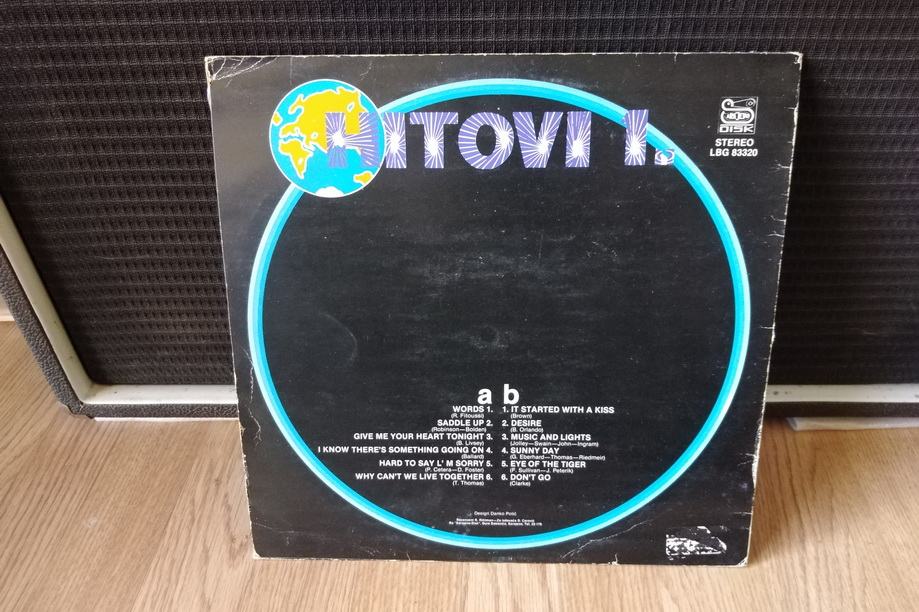 HITOVI 1.
DISK
STEREO
LBG 83320
a b
WORDS 1.
(R. Fitoussi)
SADDLE UP 2.
(Robinson—Bolden)
GIVE ME YOUR HEART TONIGHT 3.
(B. Livsey)
I KNOW THERE'S SOMETHING GOING ON 4.
(Ballard)
HARD TO SAY L' M SORRY 5.
(P. Cetera—D. Foster)
WHY CAN'T WE LIVE TOGETHER 6.
(T. Thomas)
1. IT STARTED WITH A KISS
(Brown)
2. DESIRE
(B. Orlando)
3. MUSIC AND LIGHTS
(Jolley—Swain—John—Ingram)
4. SUNNY DAY
(G. Eberhard—Thomas—Riedmeir)
5. EYE OF THE TIGER
(F. Sullivan—J. Peterik)
6. DON'T GO
(Clarke)
Design Danko Polić